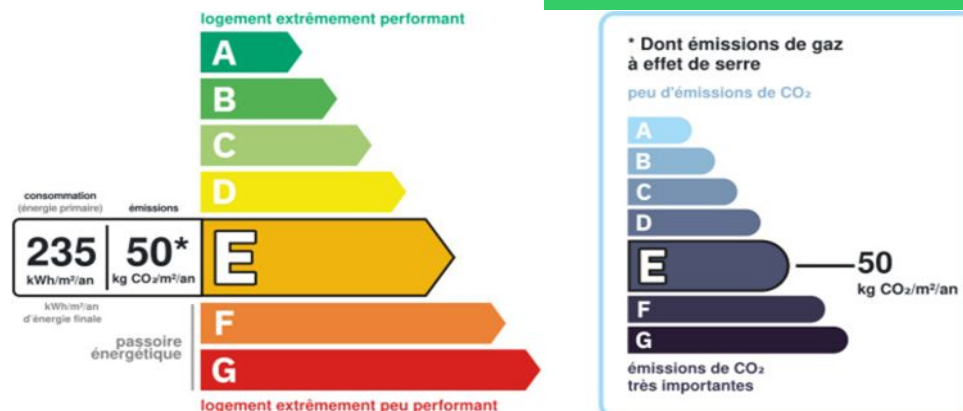 logement extrêmement performant
A
B
C
D
consommation
(énergie primaire)
émissions
235
kWh/m²/an
50*
kg CO₂/m²/an
E
kWh/m²/an
d'énergie finale
passoire
énergétique
F
G
logement extrêmement peu performant
* Dont émissions de gaz
à effet de serre
peu d'émissions de CO₂
A
B
C
D
E
50
kg CO₂/m²/an
F
G
émissions de CO₂
très importantes